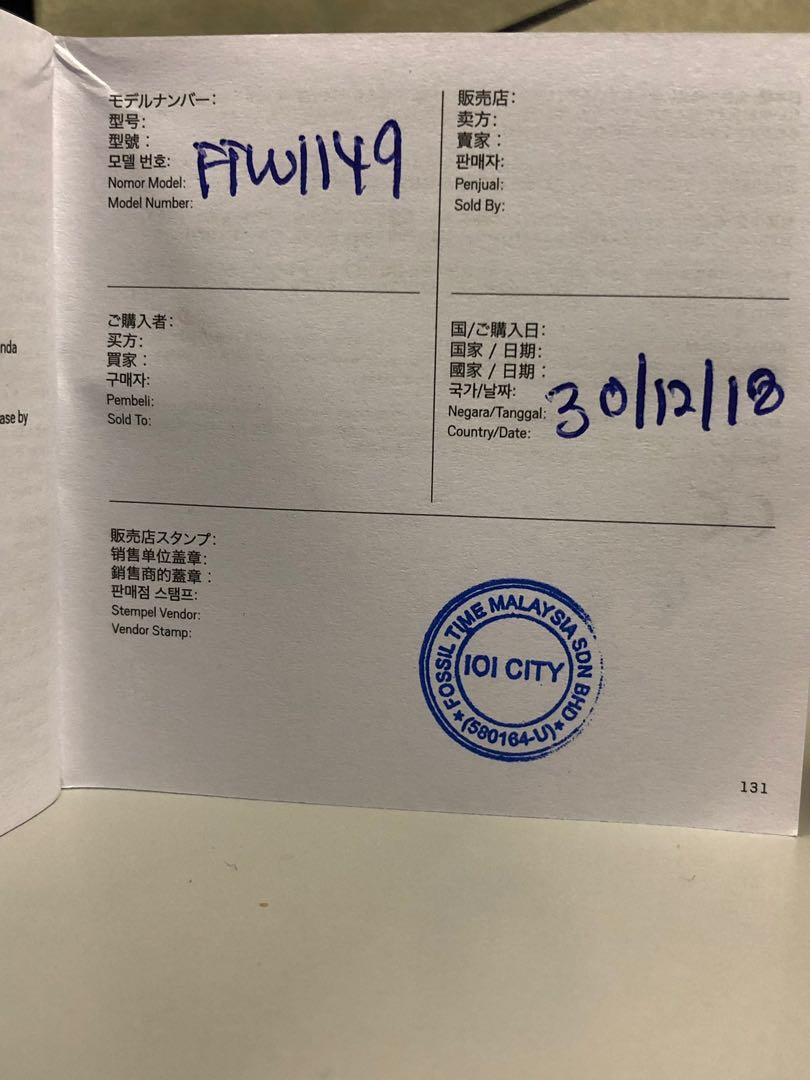 モデルナンバー:
型号:
型號:
모델 번호:
Nomor Model:
Model Number:
FTW1149
販売店:
卖方:
賣家:
판매자:
Penjual:
Sold By:
ご購入者:
买方:
買家:
구매자:
Pembeli:
Sold To:
国/ご購入日:
国家 / 日期:
國家 / 日期:
국가/날짜:
Negara/Tanggal:
Country/Date:
30/12/18
販売店スタンプ:
销售单位盖章:
銷售商的蓋章:
판매점 스탬프:
Stempel Vendor:
Vendor Stamp:
FOSSIL TIME MALAYSIA SDN BHD
IOI CITY
★(580164-U)★
131
nda
ase by